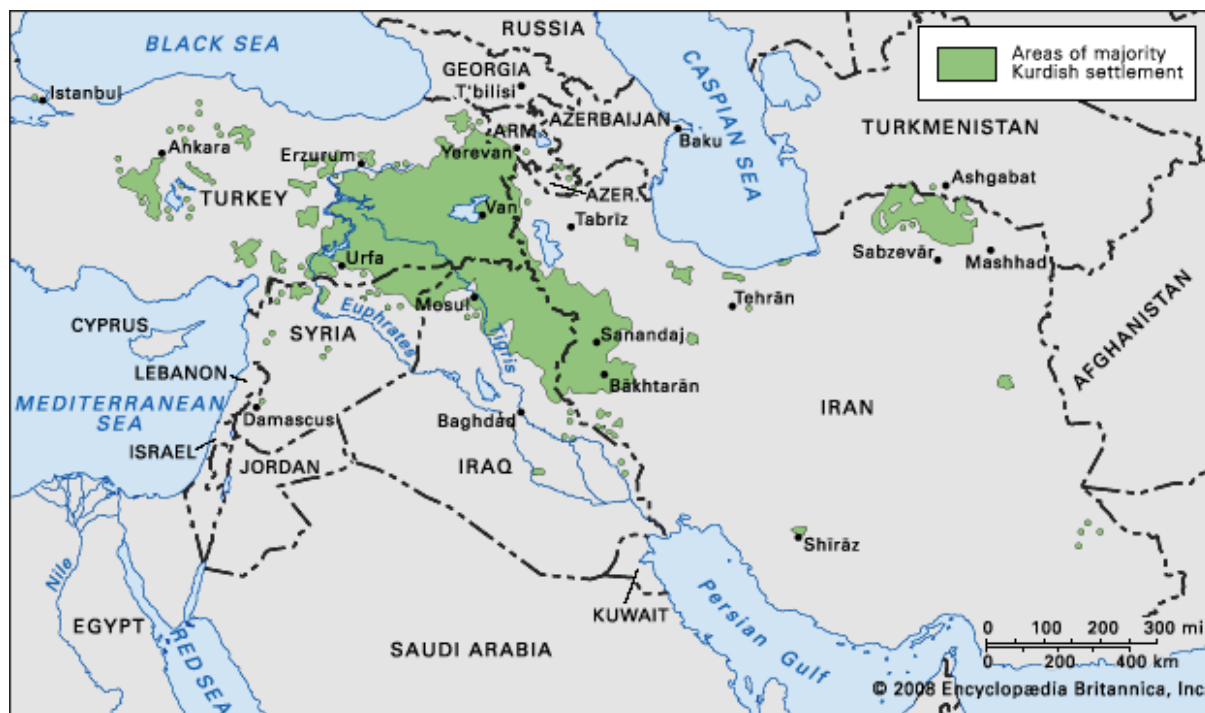 BLACK SEA
RUSSIA
Areas of majority
Kurdish settlement
GEORGIA
T'bilisi
CASPIAN SEA
Istanbul
ARM.
AZERBAIJAN
Baku
TURKMENISTAN
Ankara
Erzurum
Yerevan
Ashgabat
TURKEY
AZER.
Van
Tabrīz
Sabzevār
Mashhad
Urfa
Mosul
Tehrān
CYPRUS
SYRIA
Euphrates
Tigris
Sanandaj
AFGHANISTAN
LEBANON
Bākhtarān
MEDITERRANEAN
SEA
Damascus
Baghdād
IRAN
ISRAEL
JORDAN
IRAQ
Shīrāz
Nile
KUWAIT
Persian Gulf
EGYPT
RED SEA
SAUDI ARABIA
0 100 200 300 mi
0 200 400 km
© 2008 Encyclopædia Britannica, Inc.